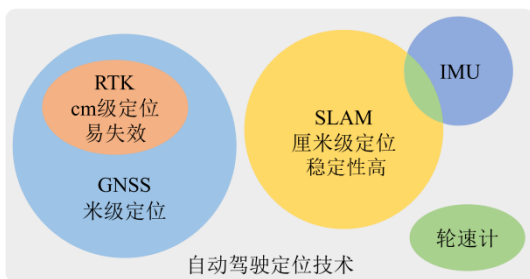 RTK
cm级定位
易失效
GNSS
米级定位
SLAM
厘米级定位
稳定性高
IMU
轮速计
自动驾驶定位技术